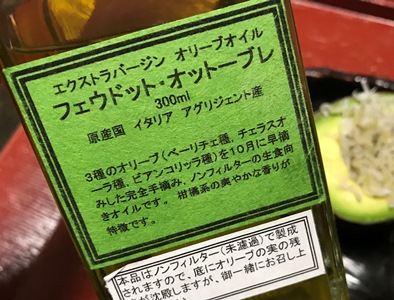 エクストラバージン オリーブオイル
フェウドット・オットーブレ
300ml
原産国 イタリア アグリジェント産
3種のオリーブ(ベーリチェ種, チェラスオ
ーラ種, ビアンコリッラ種)を10月に早摘
みした完全手摘み、ノンフィルターの生食向
きオイルです。柑橘系の爽やかな香りが
特徴です。
本品はノンフィルター(未濾過)で製成
されますので、底にオリーブの実の残
が沈殿しますが、御一緒にお召し上